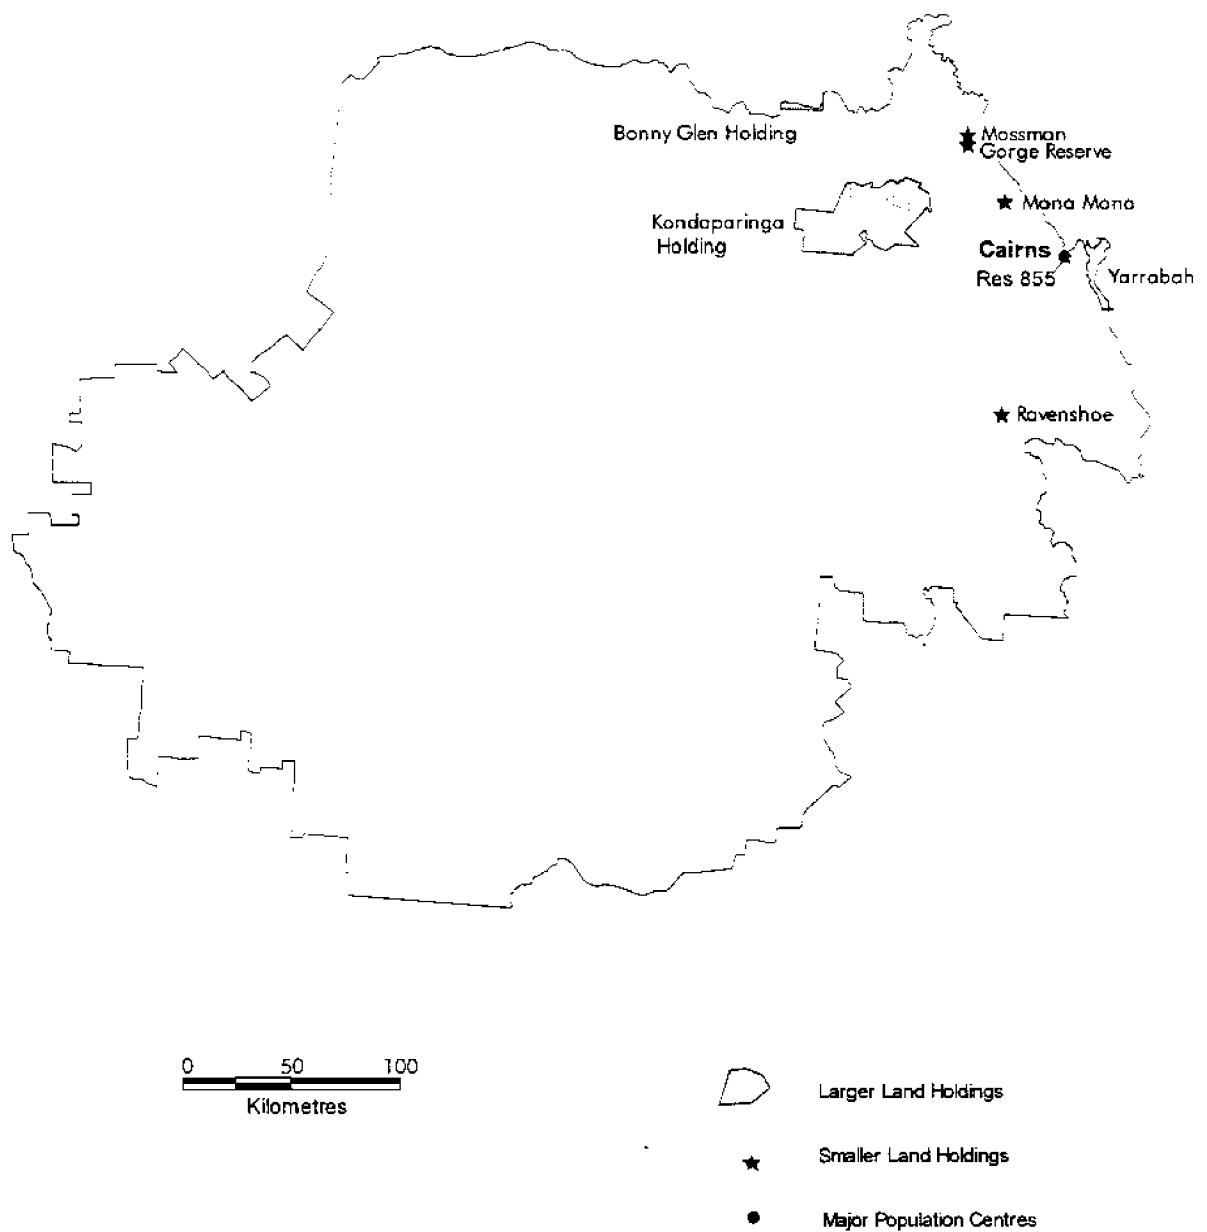 Bonny Glen Holding
Mossman
Gorge Reserve
Mona Mona
Kondaparinga
Holding
Cairns
Res 855
Yarrabah
Ravenshoe
0 50 100
Kilometres
Larger Land Holdings
Smaller Land Holdings
Major Population Centres